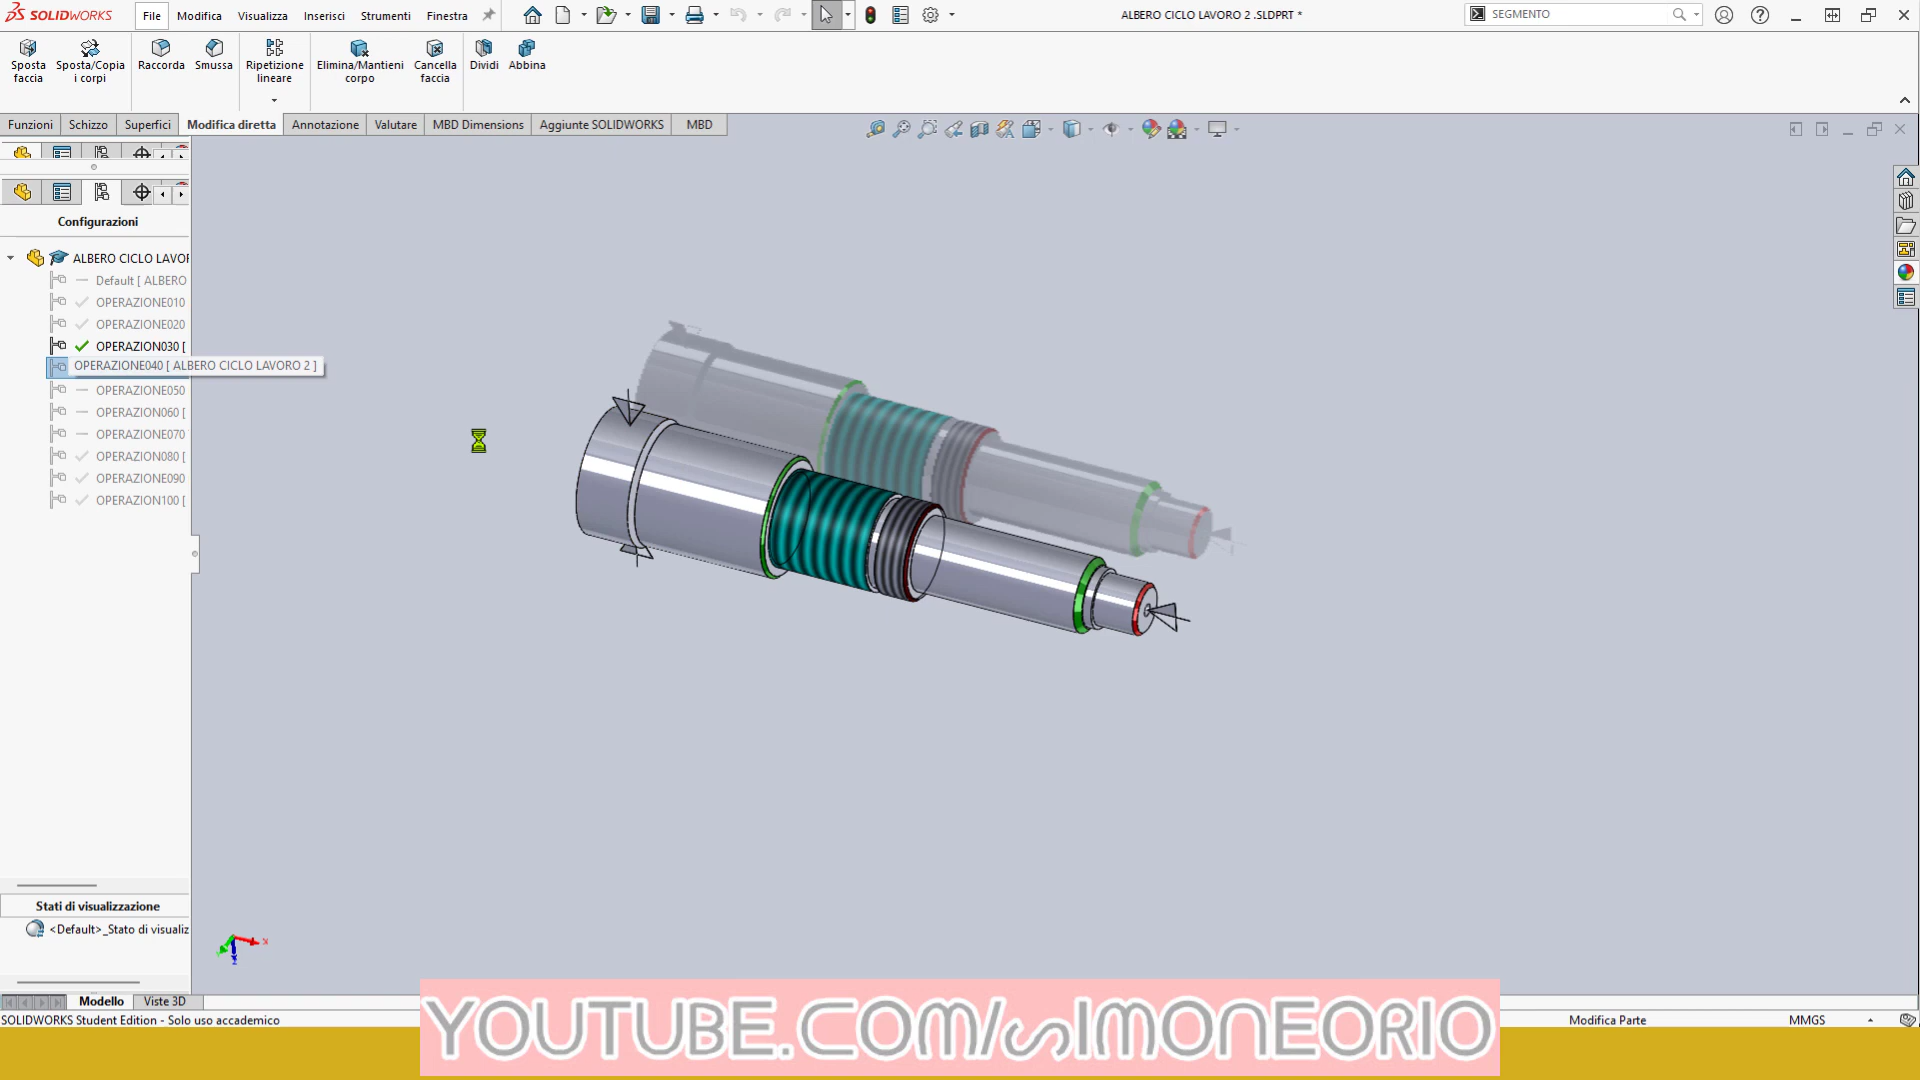 SOLIDWORKS
File
Modifica
Visualizza
Inserisci
Strumenti
Finestra
ALBERO CICLO LAVORO 2 .SLDPRT *
SEGMENTO
Sposta faccia
Sposta/Copia i corpi
Raccorda
Smussa
Ripetizione lineare
Elimina/Mantieni corpo
Cancella faccia
Dividi
Abbina
Funzioni
Schizzo
Superfici
Modifica diretta
Annotazione
Valutare
MBD Dimensions
Aggiunte SOLIDWORKS
MBD
Configurazioni
ALBERO CICLO LAVOR
Default [ ALBERO
OPERAZIONE010
OPERAZIONE020
OPERAZION030 [
OPERAZIONE040 [ ALBERO CICLO LAVORO 2 ]
OPERAZIONE050
OPERAZION060 [
OPERAZIONE070
OPERAZION080 [
OPERAZIONE090
OPERAZION100 [
Stati di visualizzazione
<Default>_Stato di visualiz
Modello
Viste 3D
SOLIDWORKS Student Edition - Solo uso accademico
Modifica Parte
MMGS
YOUTUBE.COM/SIMONEORIO